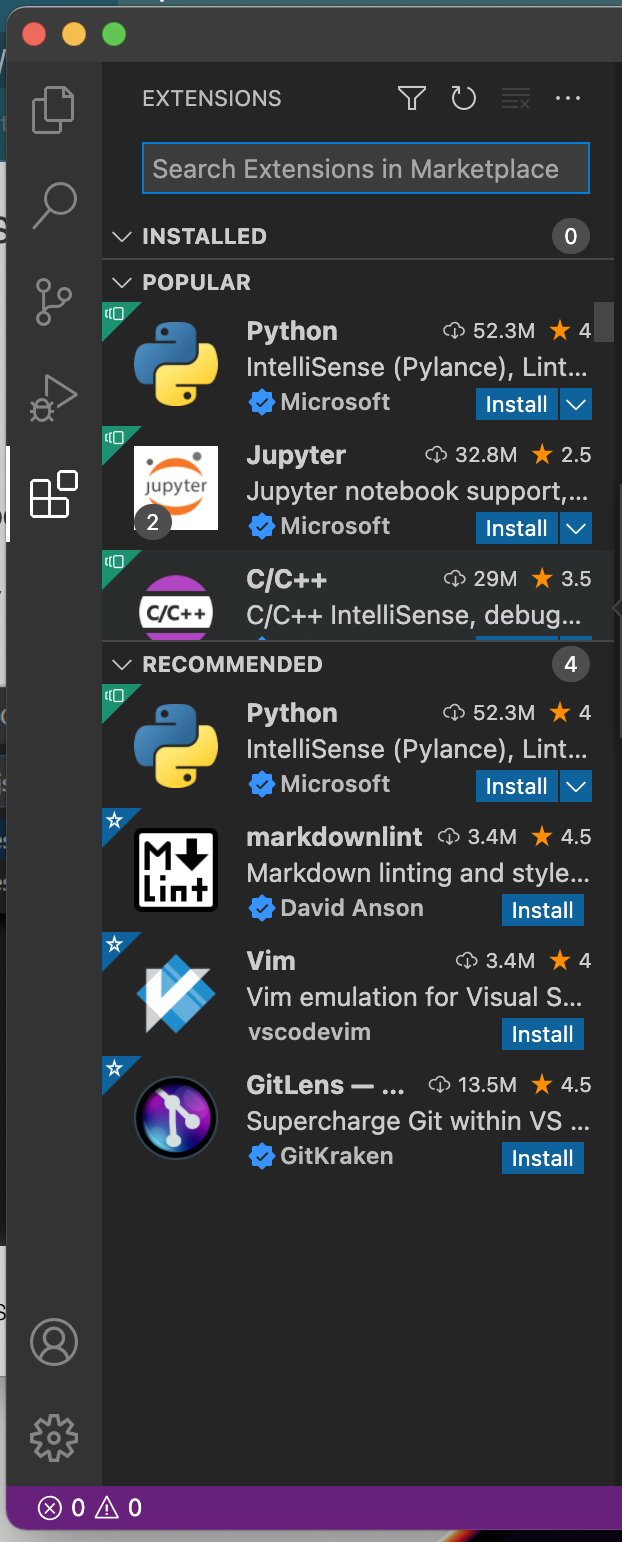 EXTENSIONS
Search Extensions in Marketplace
INSTALLED 0
POPULAR
Python 52.3M 4
IntelliSense (Pylance), Lint...
Microsoft Install
Jupyter 32.8M 2.5
jupyter
Jupyter notebook support,...
2
Microsoft Install
C/C++ 29M 3.5
C/C++
C/C++ IntelliSense, debug...
RECOMMENDED 4
Python 52.3M 4
IntelliSense (Pylance), Lint...
Microsoft Install
markdownlint 3.4M 4.5
M
Lint
Markdown linting and style...
David Anson Install
Vim 3.4M 4
Vim emulation for Visual S...
vscodevim Install
GitLens — ... 13.5M 4.5
Supercharge Git within VS ...
GitKraken Install
0 0